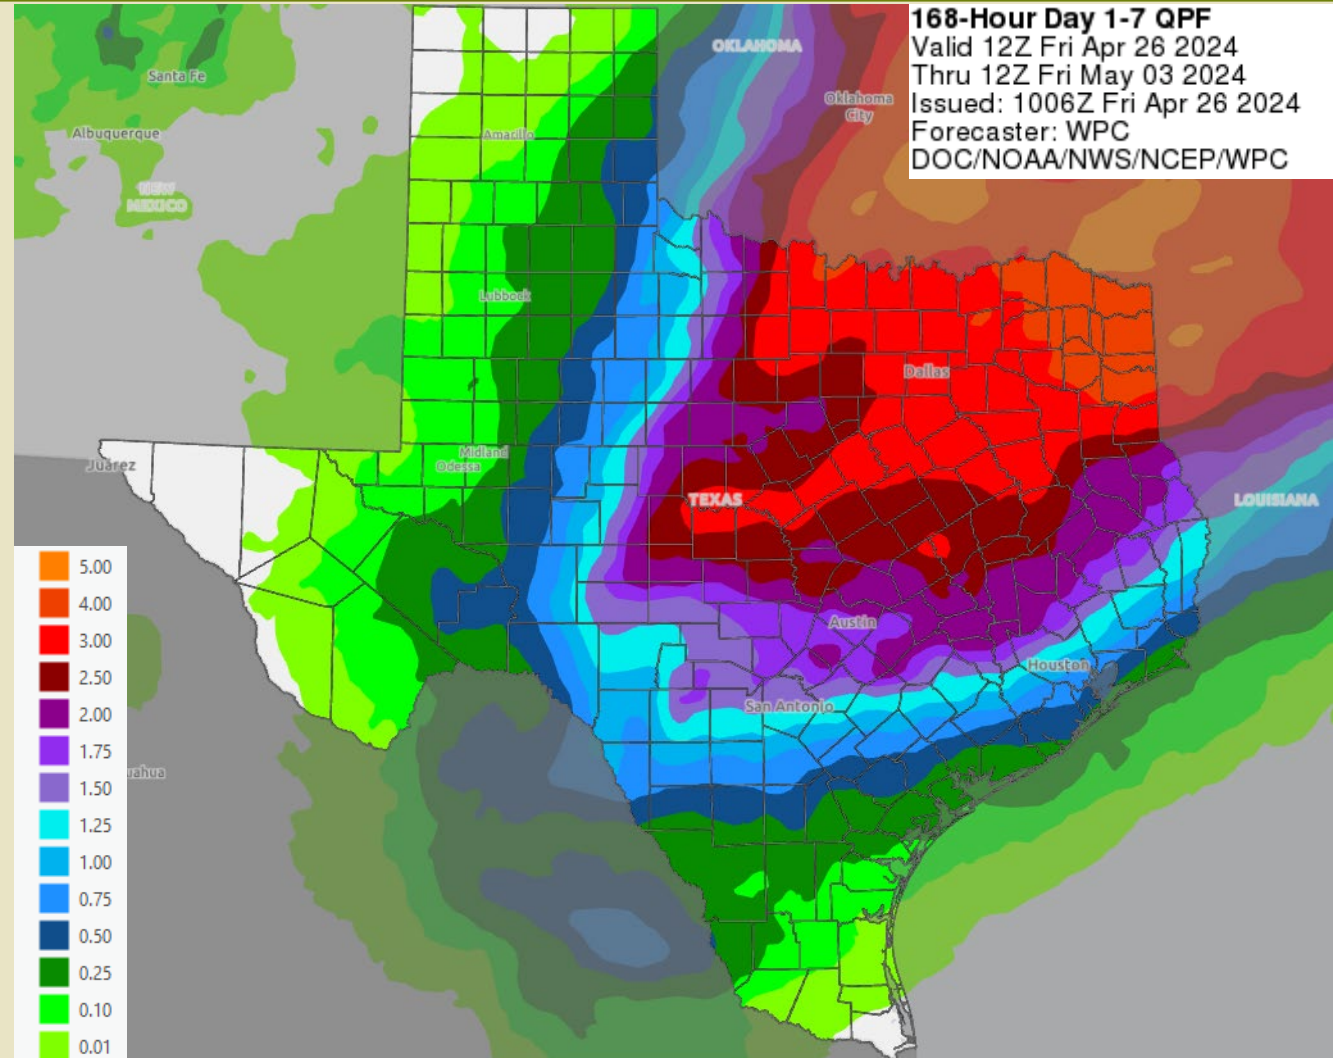 168-Hour Day 1-7 QPF
Valid 12Z Fri Apr 26 2024
Thru 12Z Fri May 03 2024
Issued: 1006Z Fri Apr 26 2024
Forecaster: WPC
DOC/NOAA/NWS/NCEP/WPC
OKLAHOMA
Santa Fe
Oklahoma
City
Albuquerque
Amarillo
NEW
MEXICO
Lubbock
Dallas
Midland
Odessa
Juárez
TEXAS
LOUISIANA
Austin
Houston
San Antonio
uahua
5.00
4.00
3.00
2.50
2.00
1.75
1.50
1.25
1.00
0.75
0.50
0.25
0.10
0.01